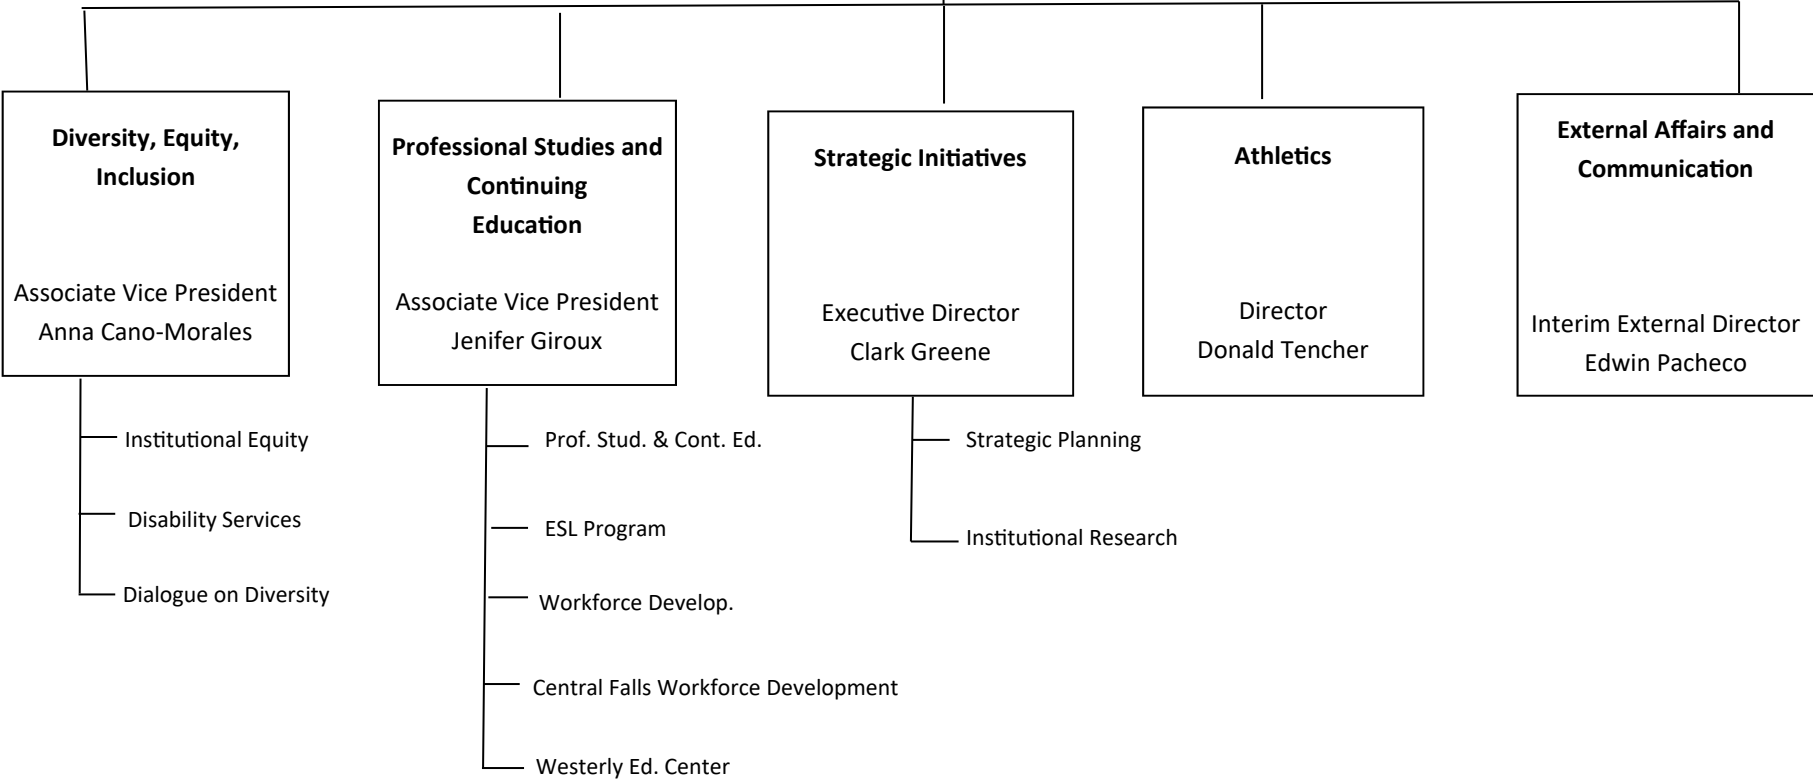 Diversity, Equity,
Inclusion
Associate Vice President
Anna Cano-Morales
Institutional Equity
Disability Services
Dialogue on Diversity
Professional Studies and
Continuing
Education
Associate Vice President
Jenifer Giroux
Prof. Stud. & Cont. Ed.
ESL Program
Workforce Develop.
Central Falls Workforce Development
Westerly Ed. Center
Strategic Initiatives
Executive Director
Clark Greene
Strategic Planning
Institutional Research
Athletics
Director
Donald Tencher
External Affairs and
Communication
Interim External Director
Edwin Pacheco